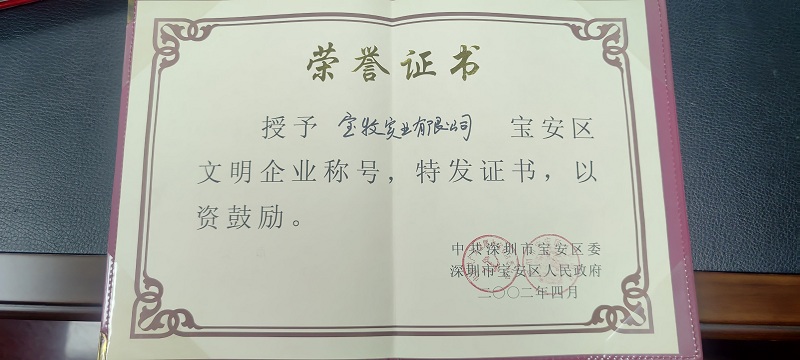 荣誉证书
授予 宝牧实业有限公司 宝安区
文明企业称号，特发证书，以
资鼓励。
中共深圳市宝安区委
深圳市宝安区人民政府
二〇〇二年四月